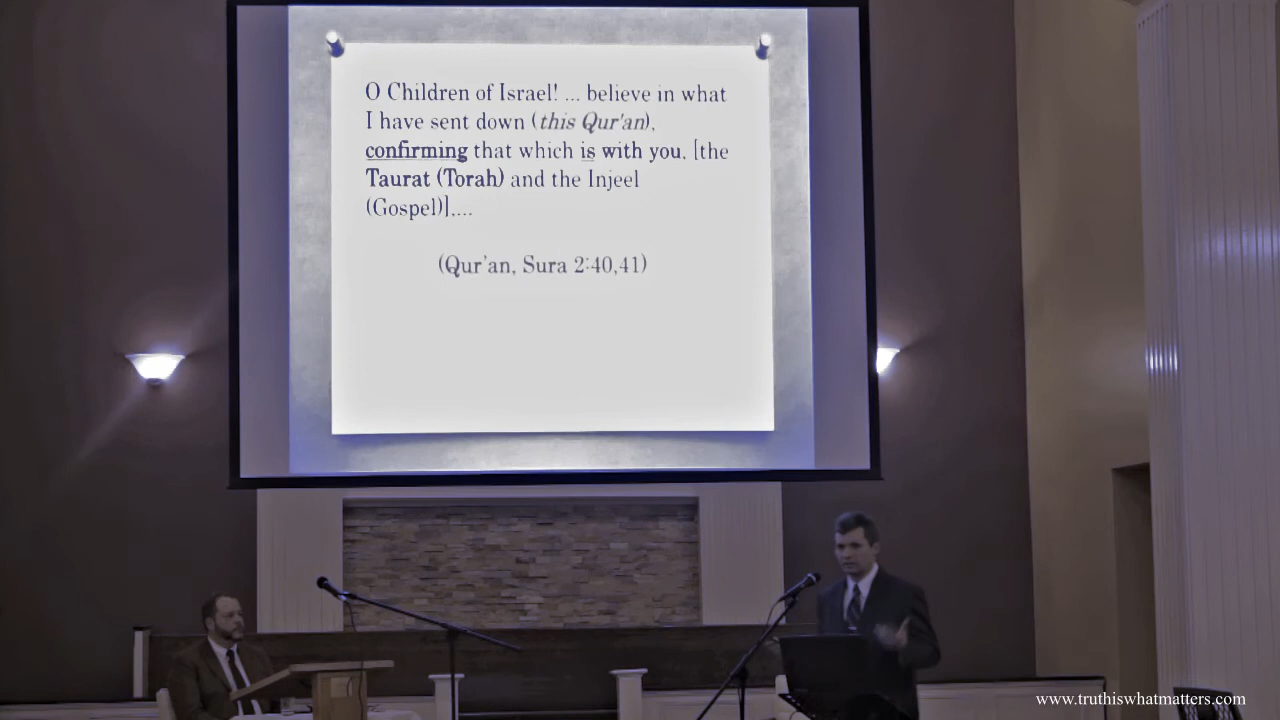 O Children of Israel! ... believe in what
I have sent down (this Qur'an),
confirming that which is with you, [the
Taurat (Torah) and the Injeel
(Gospel)],...
(Qur'an, Sura 2:40,41)
www.truthiswhatmatters.com